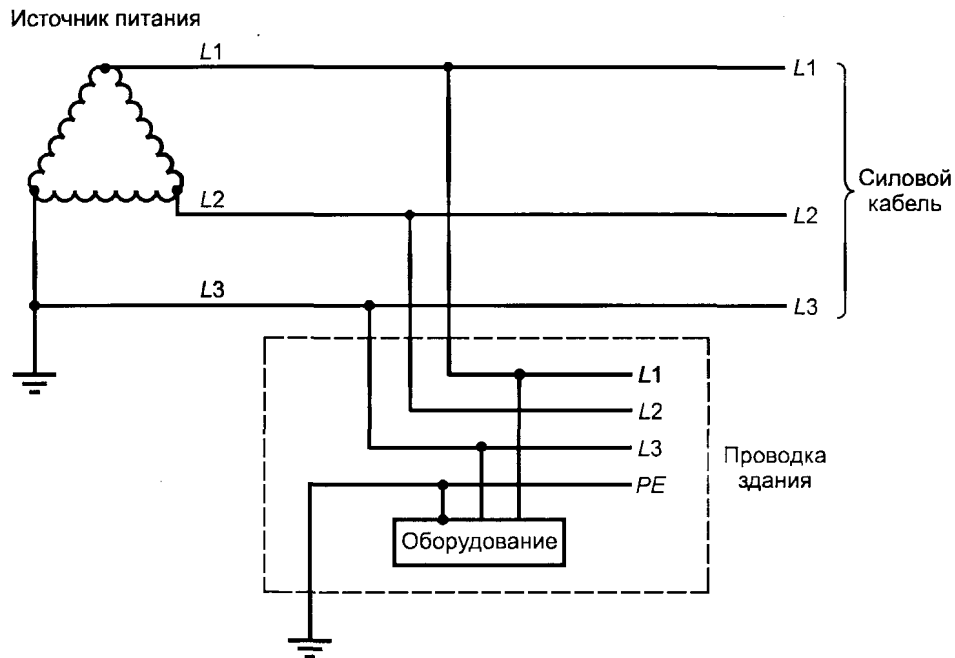 Источник питания
L1
L1
L2
L2
Силовой
кабель
L3
L3
L1
L2
L3
Проводка
здания
PE
Оборудование